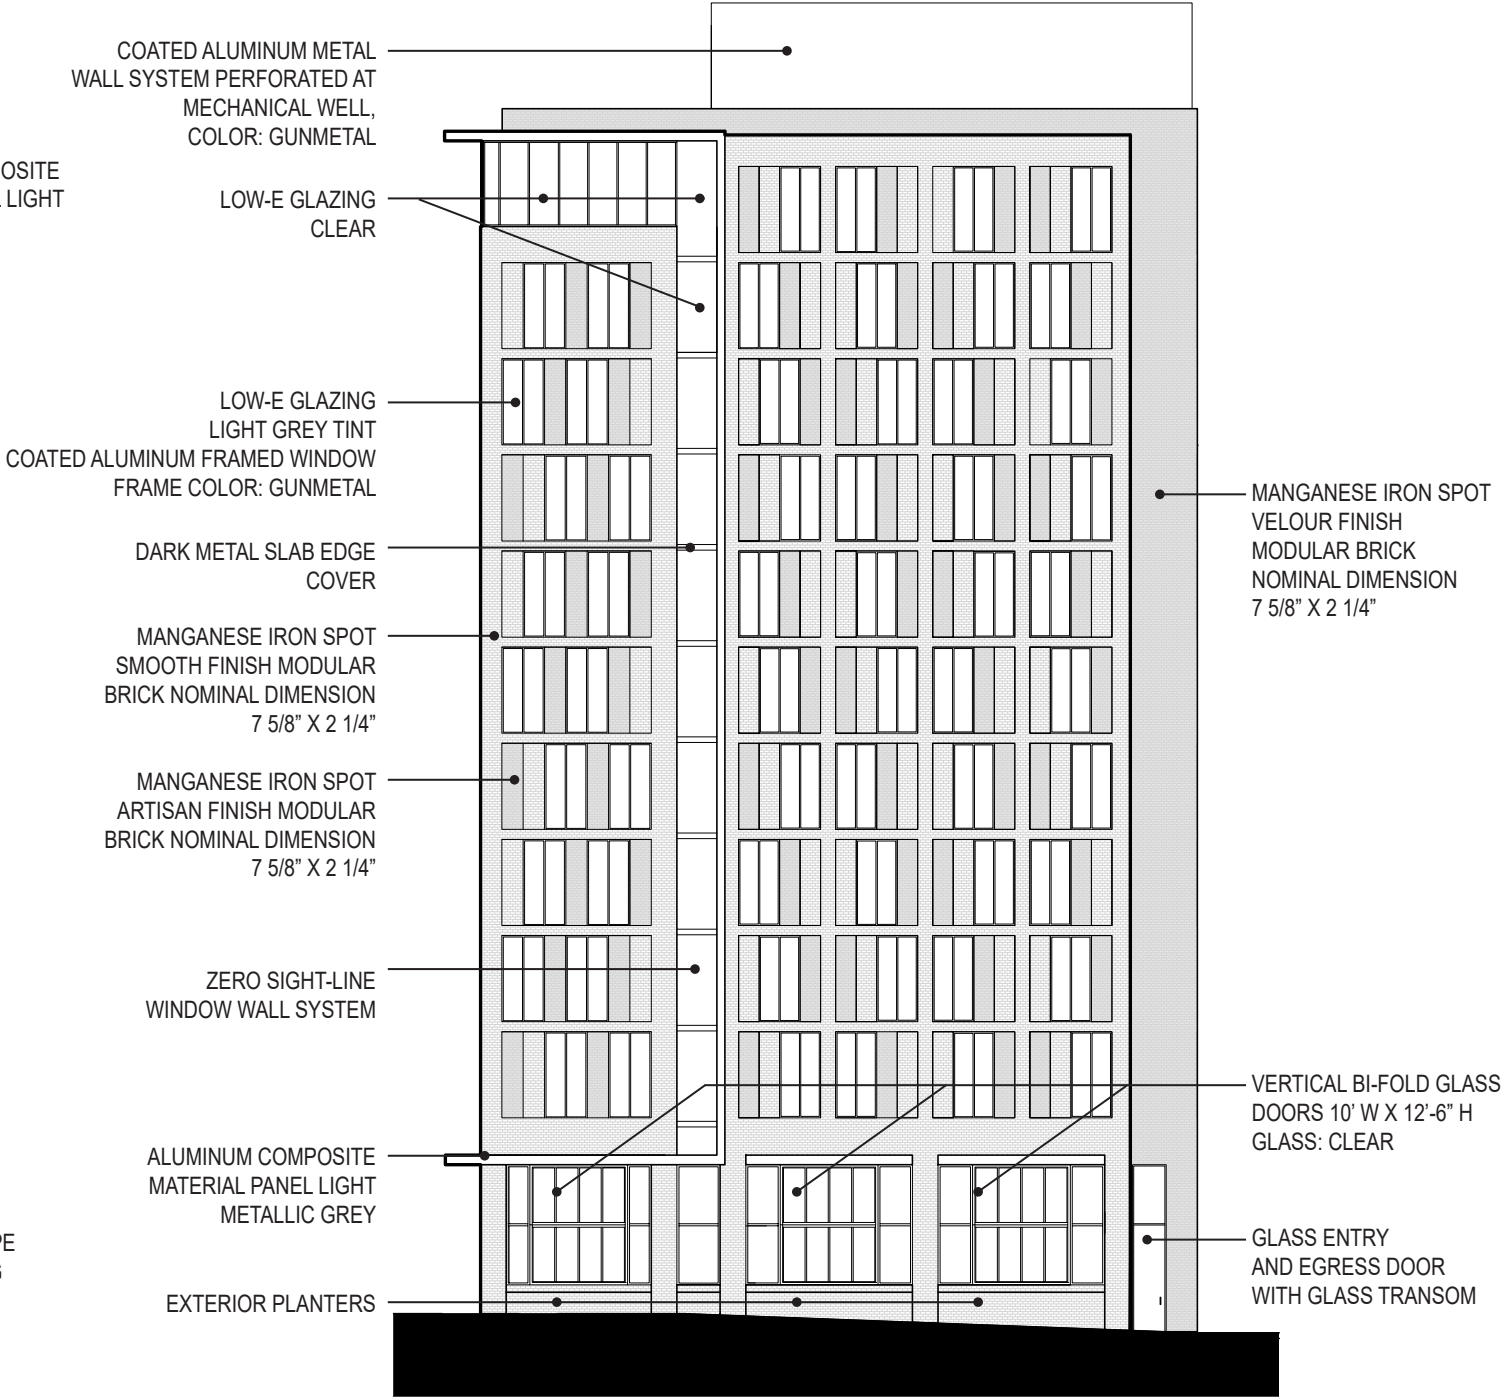 COATED ALUMINUM METAL
WALL SYSTEM PERFORATED AT
MECHANICAL WELL,
COLOR: GUNMETAL
LIGHT
LOW-E GLAZING
CLEAR
LOW-E GLAZING
LIGHT GREY TINT
COATED ALUMINUM FRAMED WINDOW
FRAME COLOR: GUNMETAL
DARK METAL SLAB EDGE
COVER
MANGANESE IRON SPOT
SMOOTH FINISH MODULAR
BRICK NOMINAL DIMENSION
7 5/8” X 2 1/4”
MANGANESE IRON SPOT
ARTISAN FINISH MODULAR
BRICK NOMINAL DIMENSION
7 5/8” X 2 1/4”
ZERO SIGHT-LINE
WINDOW WALL SYSTEM
ALUMINUM COMPOSITE
MATERIAL PANEL LIGHT
METALLIC GREY
EXTERIOR PLANTERS
MANGANESE IRON SPOT
VELOUR FINISH
MODULAR BRICK
NOMINAL DIMENSION
7 5/8” X 2 1/4”
VERTICAL BI-FOLD GLASS
DOORS 10’ W X 12’-6” H
GLASS: CLEAR
GLASS ENTRY
AND EGRESS DOOR
WITH GLASS TRANSOM